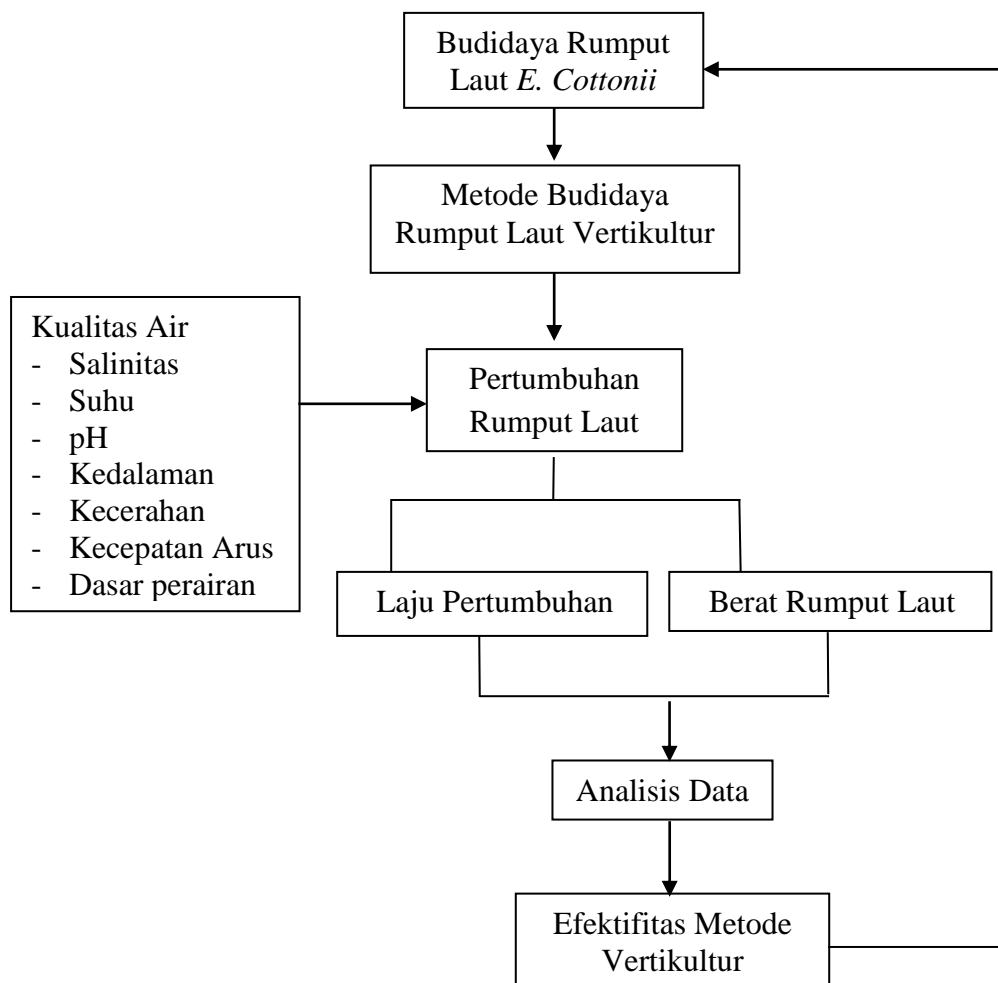 Budidaya Rumput
Laut E. Cottonii
Metode Budidaya
Rumput Laut Vertikultur
Kualitas Air
- Salinitas
- Suhu
- pH
- Kedalaman
- Kecerahan
- Kecepatan Arus
- Dasar perairan
Pertumbuhan
Rumput Laut
Laju Pertumbuhan
Berat Rumput Laut
Analisis Data
Efektifitas Metode
Vertikultur